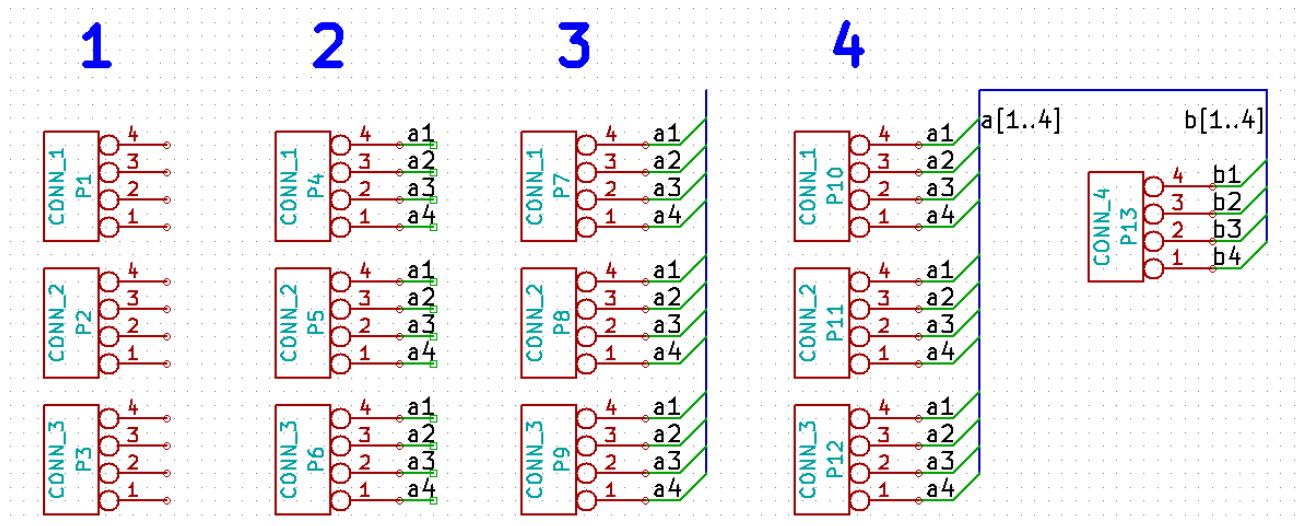 1 2 3 4
a[1..4] b[1..4]
CONN_1
P1
4
3
2
1
CONN_1
P4
4 a1
3 a2
2 a3
1 a4
CONN_1
P7
4 a1
3 a2
2 a3
1 a4
CONN_1
P10
4 a1
3 a2
2 a3
1 a4
CONN_4
P13
4 b1
3 b2
2 b3
1 b4
CONN_2
P2
4
3
2
1
CONN_2
P5
4 a1
3 a2
2 a3
1 a4
CONN_2
P8
4 a1
3 a2
2 a3
1 a4
CONN_2
P11
4 a1
3 a2
2 a3
1 a4
CONN_3
P3
4
3
2
1
CONN_3
P6
4 a1
3 a2
2 a3
1 a4
CONN_3
P9
4 a1
3 a2
2 a3
1 a4
CONN_3
P12
4 a1
3 a2
2 a3
1 a4